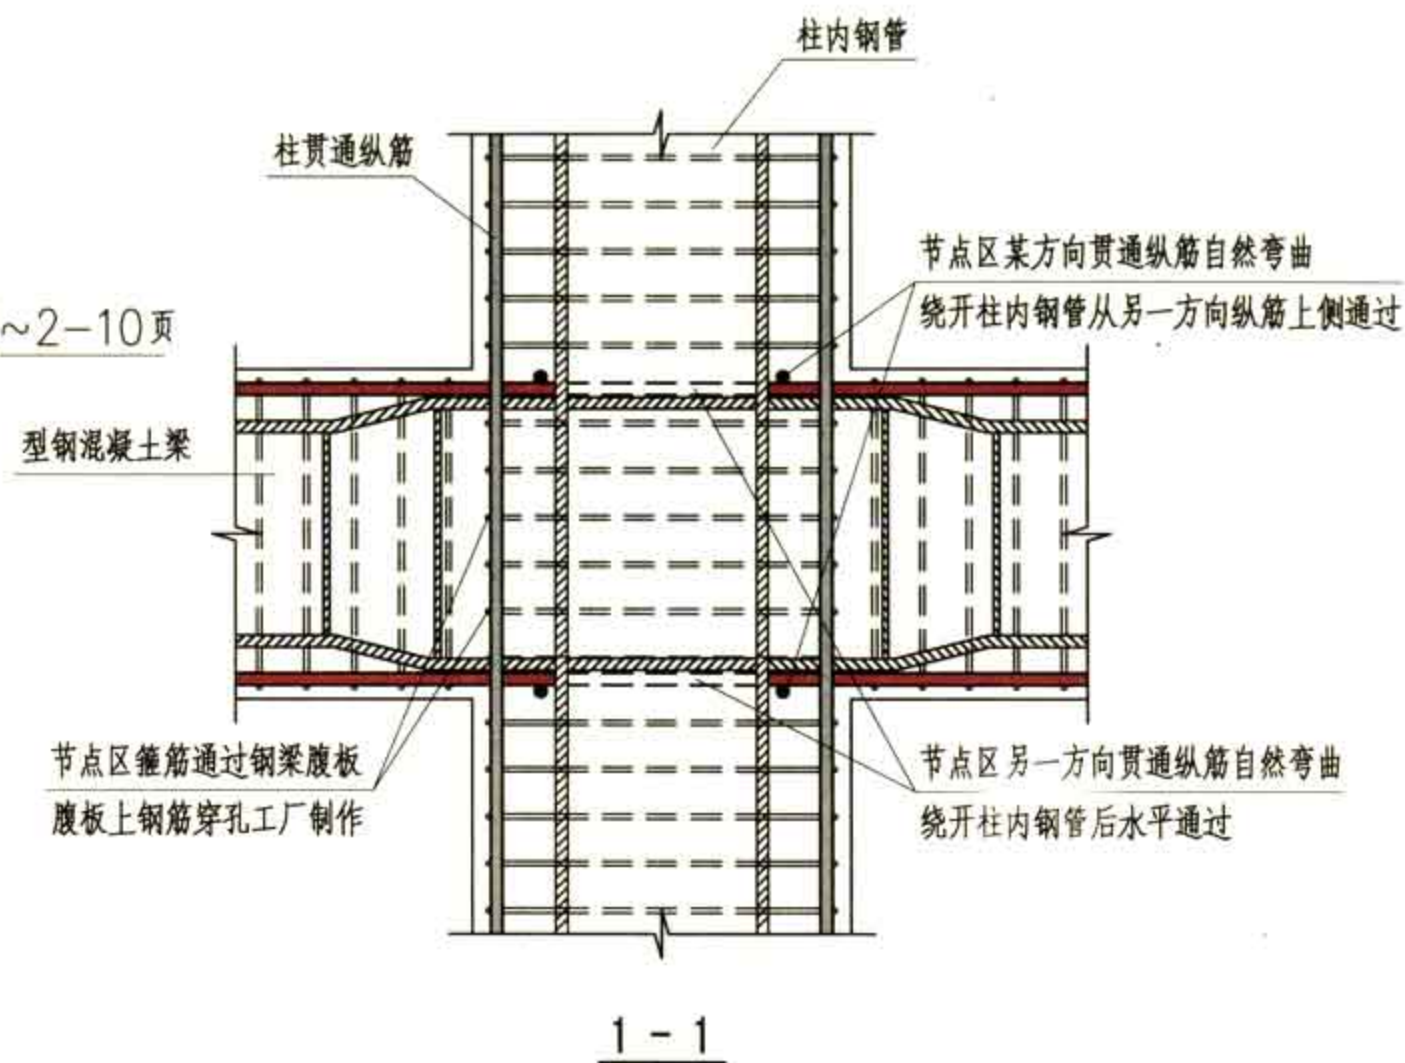 柱内钢管
柱贯通纵筋
节点区某方向贯通纵筋自然弯曲
绕开柱内钢管从另一方向纵筋上侧通过
~2-10页
型钢混凝土梁
节点区箍筋通过钢梁腹板
腹板上钢筋穿孔工厂制作
节点区另一方向贯通纵筋自然弯曲
绕开柱内钢管后水平通过
1-1